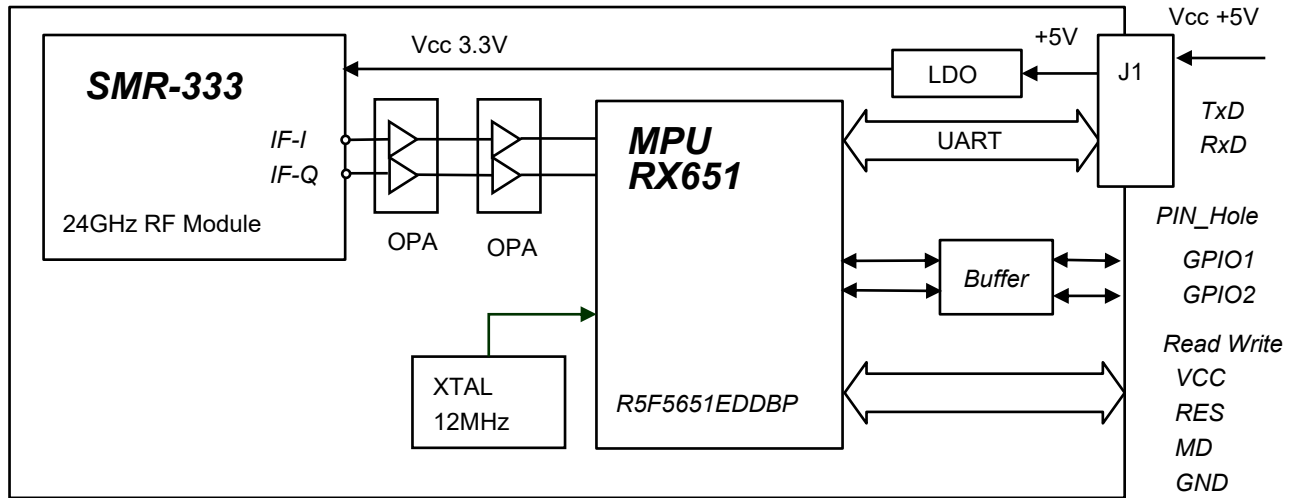 Vcc +5V
Vcc 3.3V
+5V
LDO
J1
SMR-333
IF-I
IF-Q
24GHz RF Module
OPA
OPA
MPU
RX651
UART
TxD
RxD
PIN_Hole
Buffer
GPIO1
GPIO2
XTAL
12MHz
R5F5651EDDBP
Read Write
VCC
RES
MD
GND